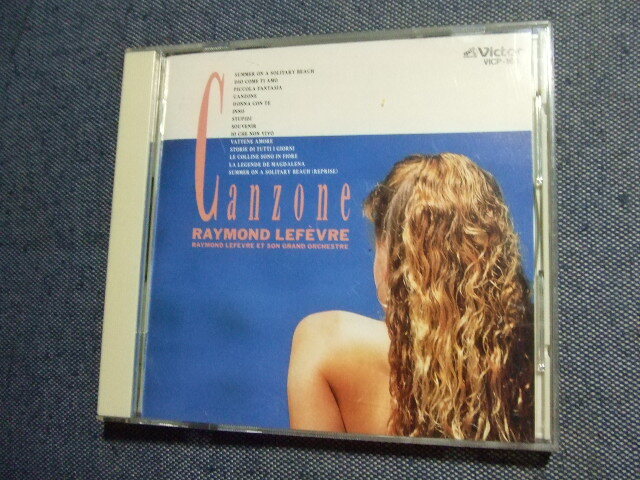 Victor
SUMMER ON A SOLITARY BEACH
DIO COME TI AMO
PICCOLA FANTASIA
CANZONE
DONNA CON TE
INNO
STUPIDI
SOUVENIR
IO CHE NON VIVO
VATTENE AMORE
STORIE DI TUTTI I GIORNI
LE COLLINE SONO IN FIORE
LA LEGENDE DE MAGDALENA
SUMMER ON A SOLITARY BEACH (REPRISE)
Canzone
RAYMOND LEFÈVRE
RAYMOND LEFEVRE ET SON GRAND ORCHESTRE